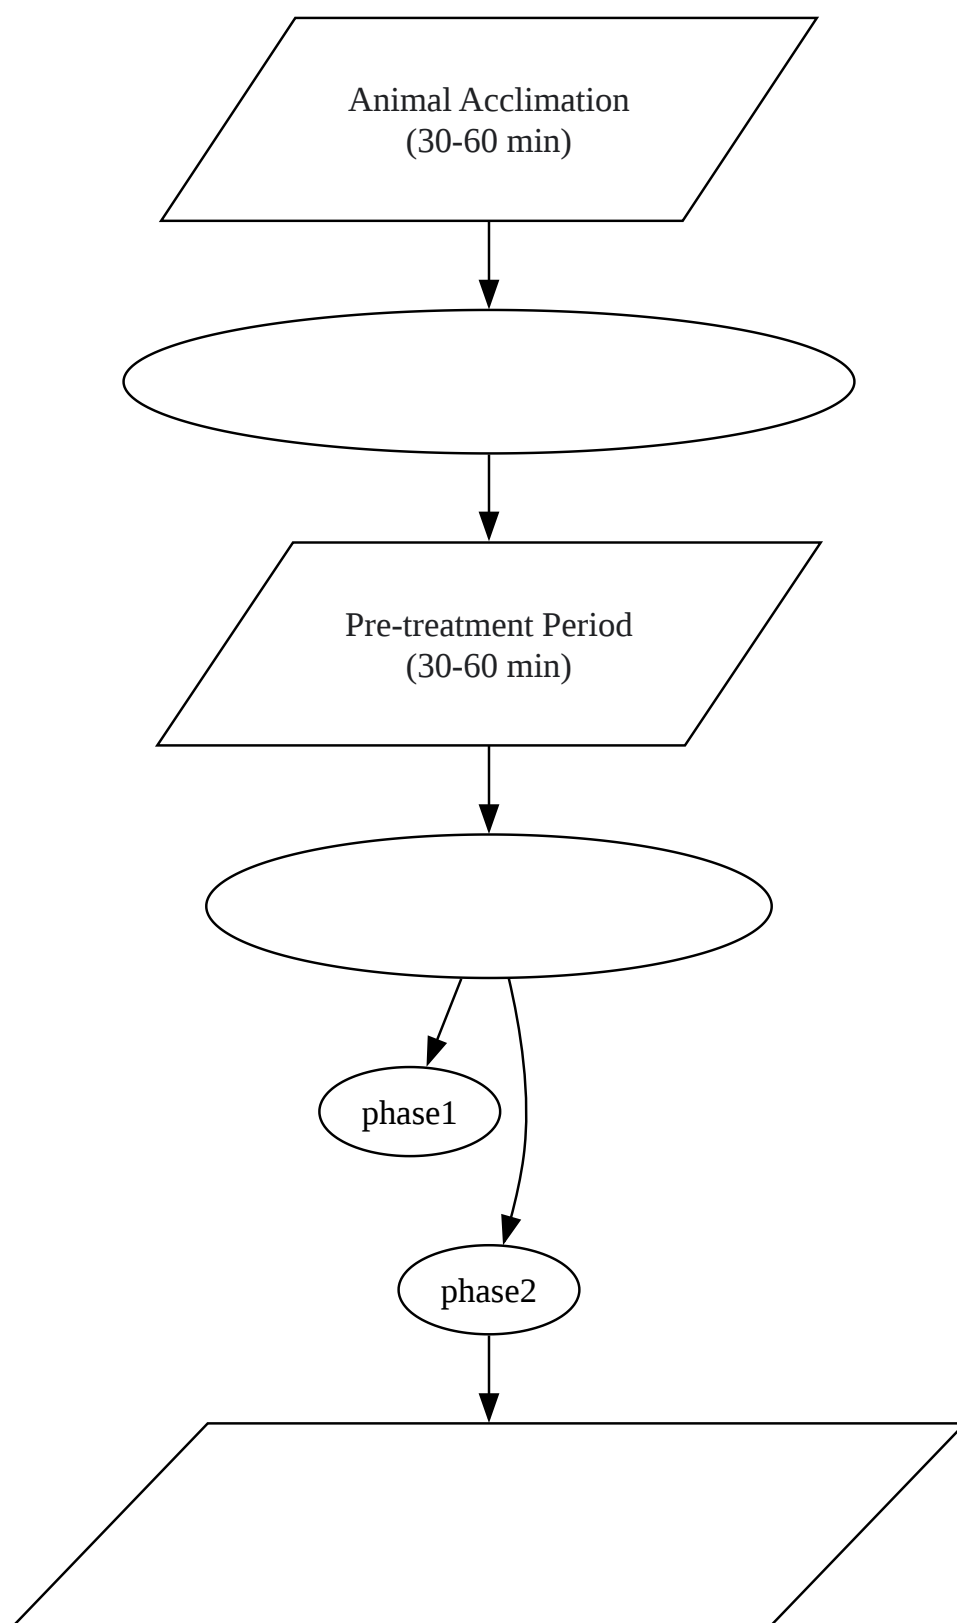 Animal Acclimation
(30-60 min)
Pre-treatment Period
(30-60 min)
phase1
phase2